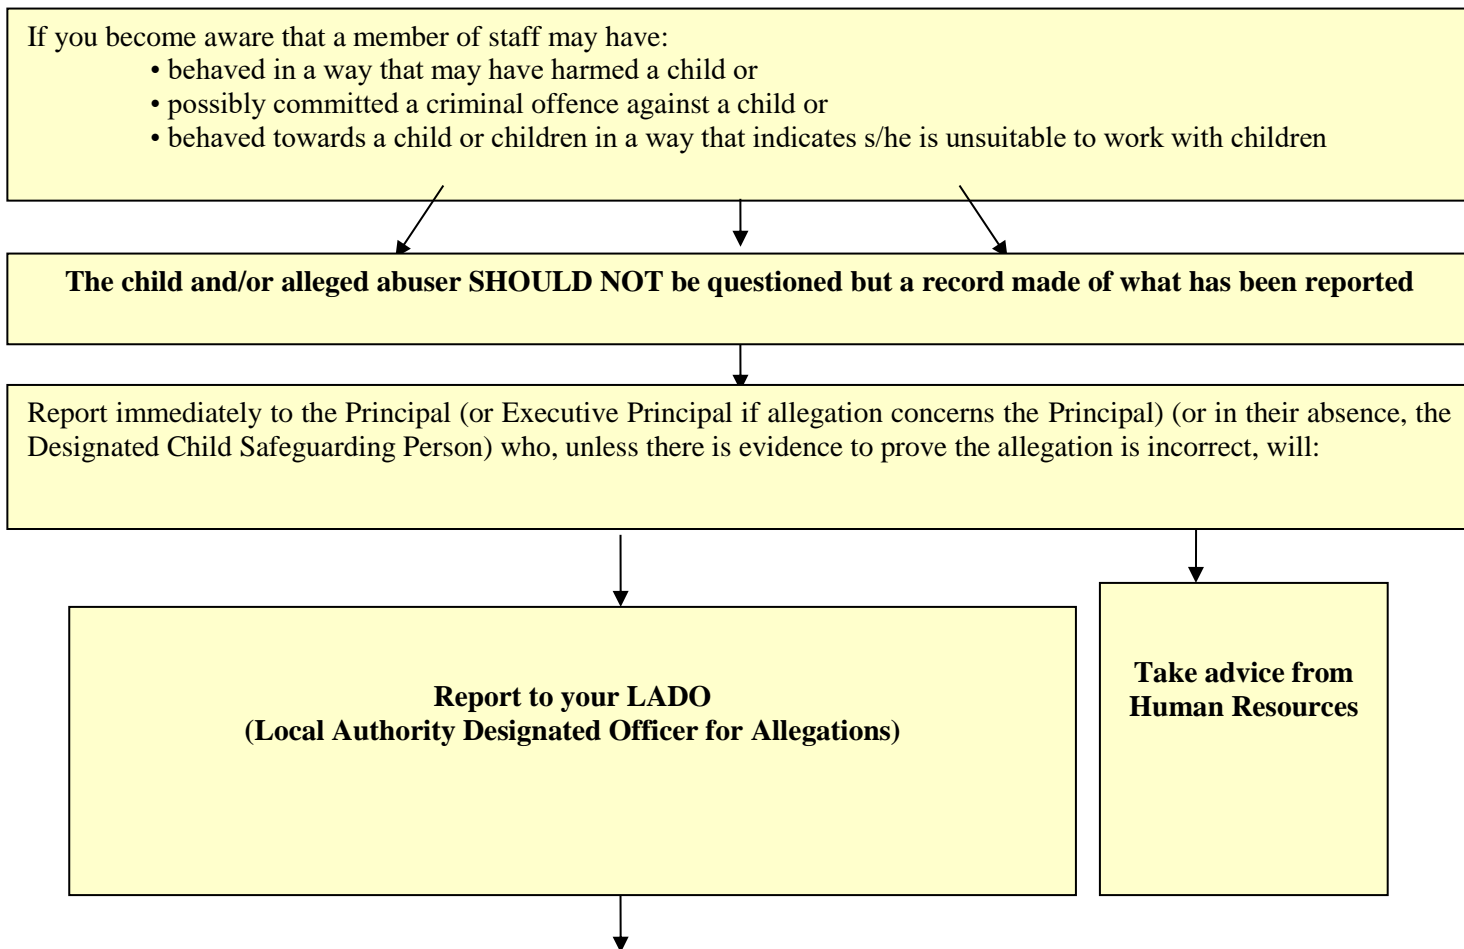 If you become aware that a member of staff may have:
• behaved in a way that may have harmed a child or
• possibly committed a criminal offence against a child or
• behaved towards a child or children in a way that indicates s/he is unsuitable to work with children
The child and/or alleged abuser SHOULD NOT be questioned but a record made of what has been reported
Report immediately to the Principal (or Executive Principal if allegation concerns the Principal) (or in their absence, the
Designated Child Safeguarding Person) who, unless there is evidence to prove the allegation is incorrect, will:
Report to your LADO
(Local Authority Designated Officer for Allegations)
Take advice from
Human Resources